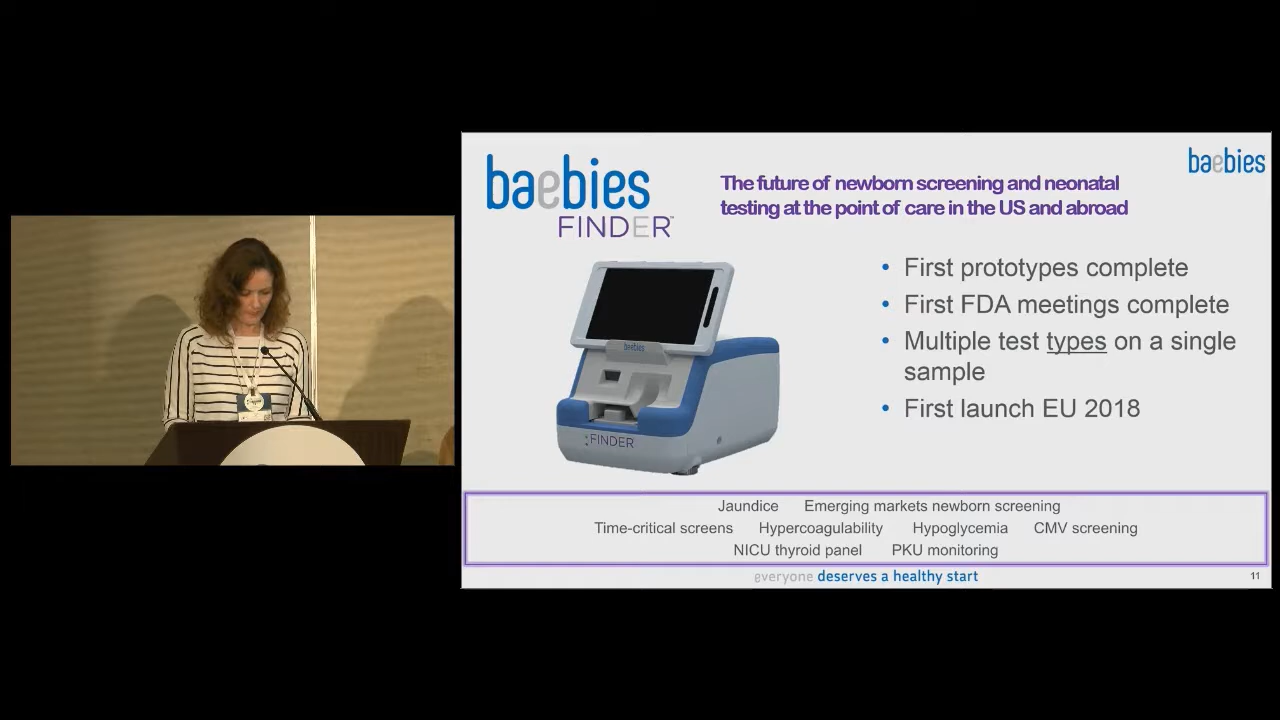 baebies
FINDER™
The future of newborn screening and neonatal
testing at the point of care in the US and abroad
baebies
• First prototypes complete
• First FDA meetings complete
• Multiple test types on a single
sample
• First launch EU 2018
baebies
FINDER
Jaundice Emerging markets newborn screening
Time-critical screens Hypercoagulability Hypoglycemia CMV screening
NICU thyroid panel PKU monitoring
everyone deserves a healthy start
11